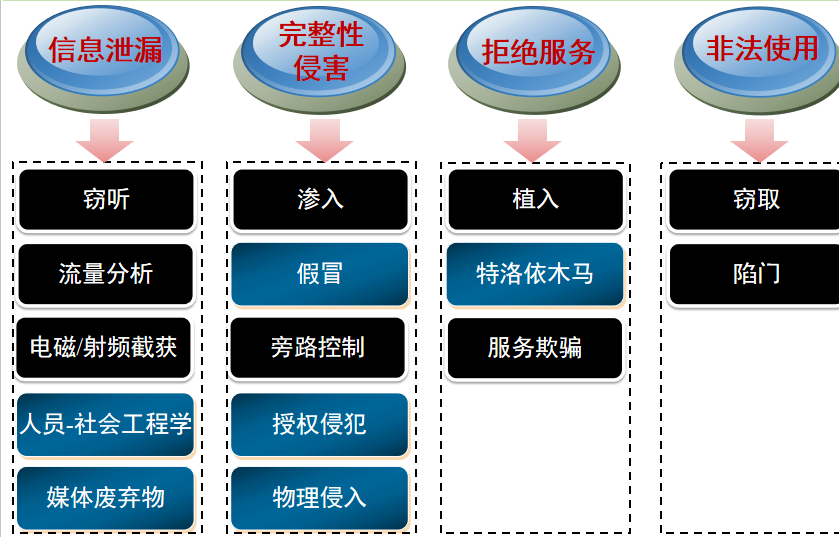 信息泄漏
完整性
侵害
拒绝服务
非法使用
窃听
渗入
植入
窃取
流量分析
假冒
特洛依木马
陷门
电磁/射频截获
旁路控制
服务欺骗
人员-社会工程学
授权侵犯
媒体废弃物
物理侵入